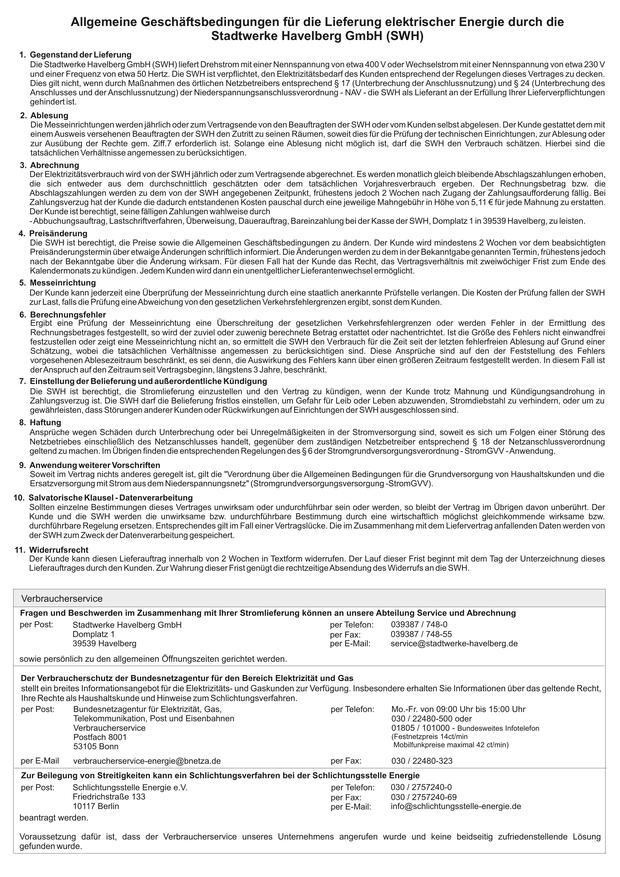 Allgemeine Geschäftsbedingungen für die Lieferung elektrischer Energie durch die
Stadtwerke Havelberg GmbH (SWH)
1. Gegenstand der Lieferung
Die Stadtwerke Havelberg GmbH (SWH) liefert Drehstrom mit einer Nennspannung von etwa 400 V oder Wechselstrom mit einer Nennspannung von etwa 230 V
und einer Frequenz von etwa 50 Hertz. Die SWH ist verpflichtet, den Elektrizitätsbedarf des Kunden entsprechend der Regelungen dieses Vertrages zu decken.
Dies gilt nicht, wenn durch Maßnahmen des örtlichen Netzbetreibers entsprechend § 17 (Unterbrechung der Anschlussnutzung) und § 24 (Unterbrechung des
Anschlusses und der Anschlussnutzung) der Niederspannungsanschlussverordnung - NAV - die SWH als Lieferant an der Erfüllung Ihrer Lieferverpflichtungen
gehindert ist.
2. Ablesung
Die Messeinrichtungen werden jährlich oder zum Vertragsende von den Beauftragten der SWH oder vom Kunden selbst abgelesen. Der Kunde gestattet dem mit
einem Ausweis versehenen Beauftragten der SWH den Zutritt zu seinen Räumen, soweit dies für die Prüfung der technischen Einrichtungen, zur Ablesung oder
zur Ausübung der Rechte gem. Ziff.7 erforderlich ist. Solange eine Ablesung nicht möglich ist, darf die SWH den Verbrauch schätzen. Hierbei sind die
tatsächlichen Verhältnisse angemessen zu berücksichtigen.
3. Abrechnung
Der Elektrizitätsverbrauch wird von der SWH jährlich oder zum Vertragsende abgerechnet. Es werden monatlich gleich bleibende Abschlagszahlungen erhoben,
die sich entweder aus dem durchschnittlich geschätzten oder dem tatsächlichen Vorjahresverbrauch ergeben. Der Rechnungsbetrag bzw. die
Abschlagszahlungen werden zu dem von der SWH angegebenen Zeitpunkt, frühestens jedoch 2 Wochen nach Zugang der Zahlungsaufforderung fällig. Bei
Zahlungsverzug hat der Kunde die dadurch entstandenen Kosten pauschal durch eine jeweilige Mahngebühr in Höhe von 5,11 € für jede Mahnung zu erstatten.
Der Kunde ist berechtigt, seine fälligen Zahlungen wahlweise durch
- Abbuchungsauftrag, Lastschriftverfahren, Überweisung, Dauerauftrag, Bareinzahlung bei der Kasse der SWH, Domplatz 1 in 39539 Havelberg, zu leisten.
4. Preisänderung
Die SWH ist berechtigt, die Preise sowie die Allgemeinen Geschäftsbedingungen zu ändern. Der Kunde wird mindestens 2 Wochen vor dem beabsichtigten
Preisänderungstermin über etwaige Änderungen schriftlich informiert. Die Änderungen werden zu dem in der Bekanntgabe genannten Termin, frühestens jedoch
nach der Bekanntgabe über die Änderung wirksam. Für diesen Fall hat der Kunde das Recht, das Vertragsverhältnis mit zweiwöchiger Frist zum Ende des
Kalendermonats zu kündigen. Jedem Kunden wird dann ein unentgeltlicher Lieferantenwechsel ermöglicht.
5. Messeinrichtung
Der Kunde kann jederzeit eine Überprüfung der Messeinrichtung durch eine staatlich anerkannte Prüfstelle verlangen. Die Kosten der Prüfung fallen der SWH
zur Last, falls die Prüfung eine Abweichung von den gesetzlichen Verkehrsfehlergrenzen ergibt, sonst dem Kunden.
6. Berechnungsfehler
Ergibt eine Prüfung der Messeinrichtung eine Überschreitung der gesetzlichen Verkehrsfehlergrenzen oder werden Fehler in der Ermittlung des
Rechnungsbetrages festgestellt, so wird der zuviel oder zuwenig berechnete Betrag erstattet oder nachentrichtet. Ist die Größe des Fehlers nicht einwandfrei
festzustellen oder zeigt eine Messeinrichtung nicht an, so ermittelt die SWH den Verbrauch für die Zeit seit der letzten fehlerfreien Ablesung auf Grund einer
Schätzung, wobei die tatsächlichen Verhältnisse angemessen zu berücksichtigen sind. Diese Ansprüche sind auf den der Feststellung des Fehlers
vorgesehenen Ablesezeitraum beschränkt, es sei denn, die Auswirkung des Fehlers kann über einen größeren Zeitraum festgestellt werden. In diesem Fall ist
der Anspruch auf den Zeitraum seit Vertragsbeginn, längstens 3 Jahre, beschränkt.
7. Einstellung der Belieferung und außerordentliche Kündigung
Die SWH ist berechtigt, die Stromlieferung einzustellen und den Vertrag zu kündigen, wenn der Kunde trotz Mahnung und Kündigungsandrohung in
Zahlungsverzug ist. Die SWH darf die Belieferung fristlos einstellen, um Gefahr für Leib oder Leben abzuwenden, Stromdiebstahl zu verhindern, oder um zu
gewährleisten, dass Störungen anderer Kunden oder Rückwirkungen auf Einrichtungen der SWH ausgeschlossen sind.
8. Haftung
Ansprüche wegen Schäden durch Unterbrechung oder bei Unregelmäßigkeiten in der Stromversorgung sind, soweit es sich um Folgen einer Störung des
Netzbetriebes einschließlich des Netzanschlusses handelt, gegenüber dem zuständigen Netzbetreiber entsprechend § 18 der Netzanschlussverordnung
geltend zu machen. Im Übrigen finden die entsprechenden Regelungen des § 6 der Stromgrundversorgungsverordnung - StromGVV - Anwendung.
9. Anwendung weiterer Vorschriften
Soweit im Vertrag nichts anderes geregelt ist, gilt die "Verordnung über die Allgemeinen Bedingungen für die Grundversorgung von Haushaltskunden und die
Ersatzversorgung mit Strom aus dem Niederspannungsnetz" (Stromgrundversorgungsversorgung -StromGVV).
10. Salvatorische Klausel - Datenverarbeitung
Sollten einzelne Bestimmungen dieses Vertrages unwirksam oder undurchführbar sein oder werden, so bleibt der Vertrag im Übrigen davon unberührt. Der
Kunde und die SWH werden die unwirksame bzw. undurchführbare Bestimmung durch eine wirtschaftlich möglichst gleichkommende wirksame bzw.
durchführbare Regelung ersetzen. Entsprechendes gilt im Fall einer Vertragslücke. Die im Zusammenhang mit dem Liefervertrag anfallenden Daten werden von
der SWH zum Zweck der Datenverarbeitung gespeichert.
11. Widerrufsrecht
Der Kunde kann diesen Lieferauftrag innerhalb von 2 Wochen in Textform widerrufen. Der Lauf dieser Frist beginnt mit dem Tag der Unterzeichnung dieses
Lieferauftrages durch den Kunden. Zur Wahrung dieser Frist genügt die rechtzeitige Absendung des Widerrufs an die SWH.
Verbraucherservice
Fragen und Beschwerden im Zusammenhang mit Ihrer Stromlieferung können an unsere Abteilung Service und Abrechnung
per Post: Stadtwerke Havelberg GmbH per Telefon: 039387 / 748-0
Domplatz 1 per Fax: 039387 / 748-55
39539 Havelberg per E-Mail: service@stadtwerke-havelberg.de
sowie persönlich zu den allgemeinen Öffnungszeiten gerichtet werden.
Der Verbraucherschutz der Bundesnetzagentur für den Bereich Elektrizität und Gas
stellt ein breites Informationsangebot für die Elektrizitäts- und Gaskunden zur Verfügung. Insbesondere erhalten Sie Informationen über das geltende Recht,
Ihre Rechte als Haushaltskunde und Hinweise zum Schlichtungsverfahren.
per Post: Bundesnetzagentur für Elektrizität, Gas, per Telefon: Mo.-Fr. von 09:00 Uhr bis 15:00 Uhr
Telekommunikation, Post und Eisenbahnen 030 / 22480-500 oder
Verbraucherservice 01805 / 101000 - Bundesweites Infotelefon
Postfach 8001 (Festnetzpreis 14ct/min
53105 Bonn Mobilfunkpreise maximal 42 ct/min)
per E-Mail verbraucherservice-energie@bnetza.de per Fax: 030 / 22480-323
Zur Beilegung von Streitigkeiten kann ein Schlichtungsverfahren bei der Schlichtungsstelle Energie
per Post: Schlichtungsstelle Energie e.V. per Telefon: 030 / 2757240-0
Friedrichstraße 133 per Fax: 030 / 2757240-69
10117 Berlin per E-Mail: info@schlichtungsstelle-energie.de
beantragt werden.
Voraussetzung dafür ist, dass der Verbraucherservice unseres Unternehmens angerufen wurde und keine beidseitig zufriedenstellende Lösung
gefunden wurde.